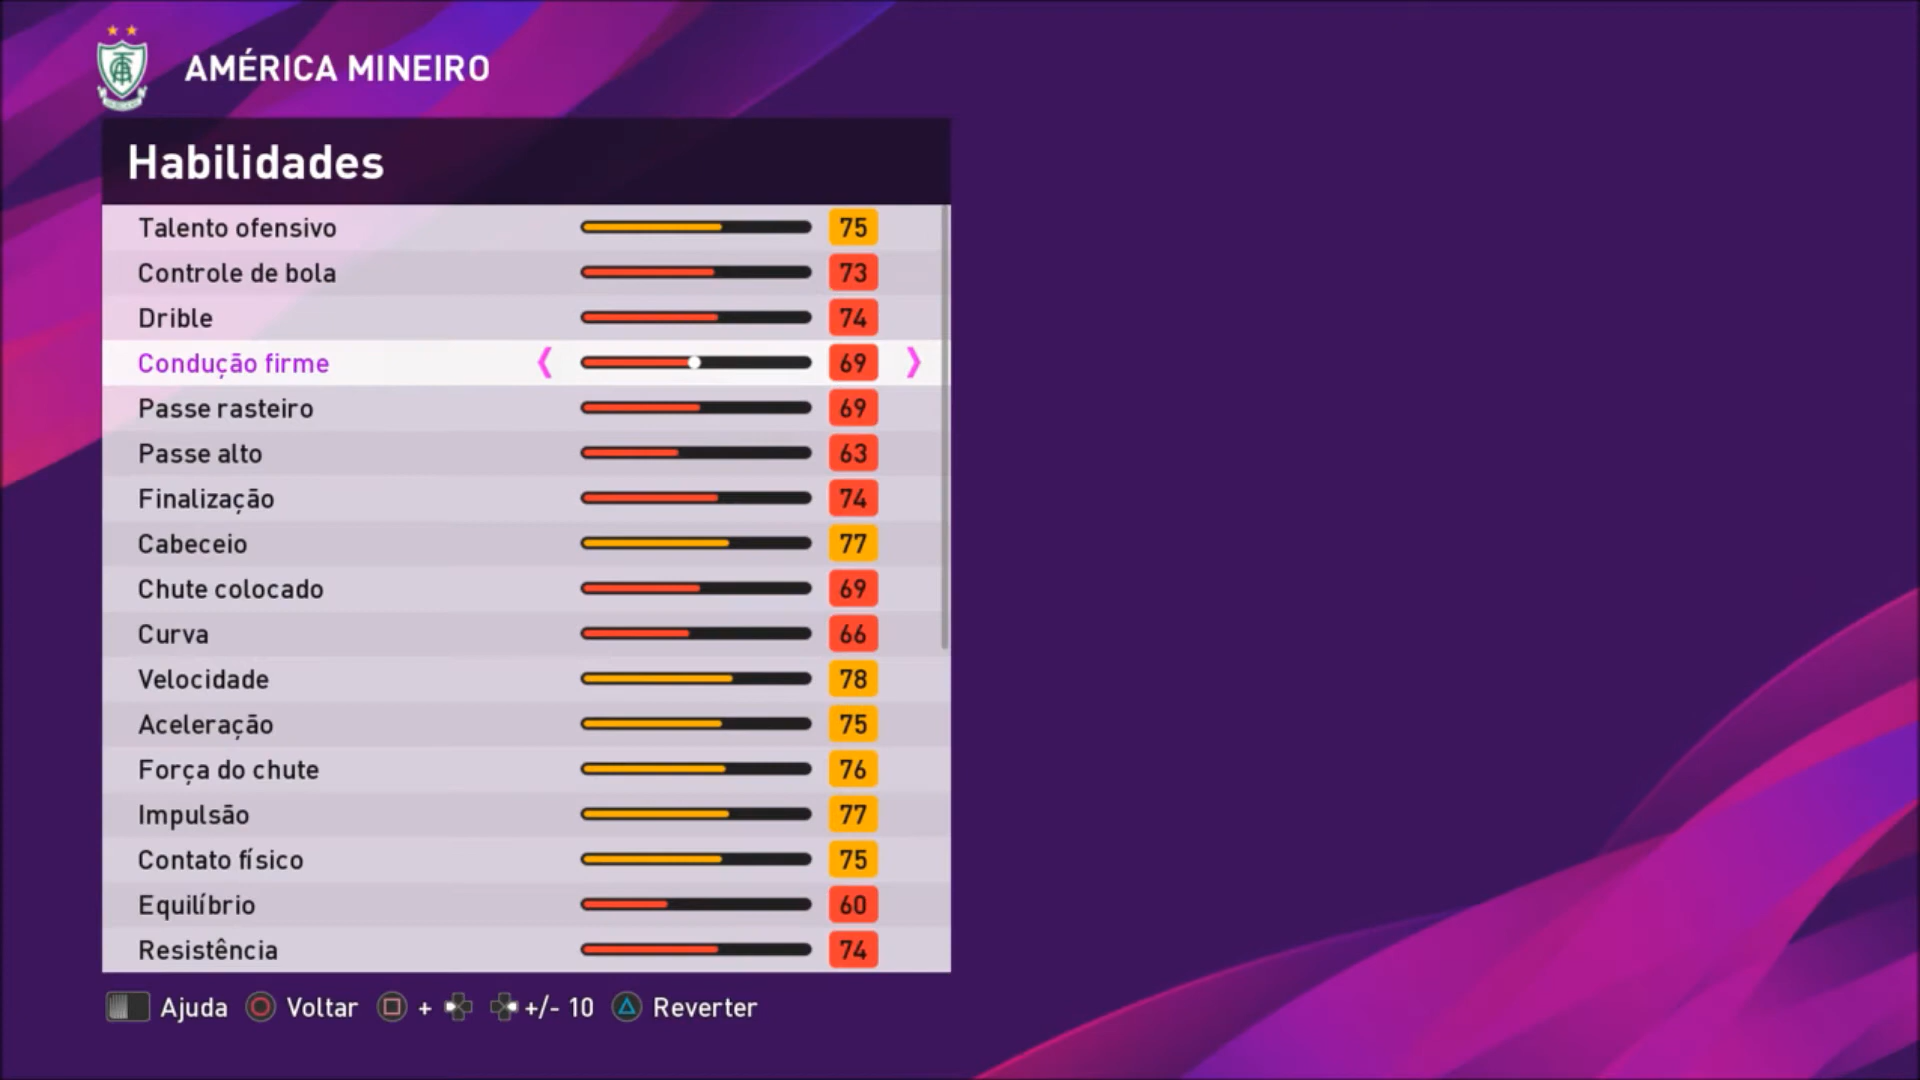 AMÉRICA MINEIRO
Habilidades
Talento ofensivo 75
Controle de bola 73
Drible 74
Condução firme 69
Passe rasteiro 69
Passe alto 63
Finalização 74
Cabeceio 77
Chute colocado 69
Curva 66
Velocidade 78
Aceleração 75
Força do chute 76
Impulsão 77
Contato físico 75
Equilíbrio 60
Resistência 74
Ajuda Voltar + +/- 10 Reverter